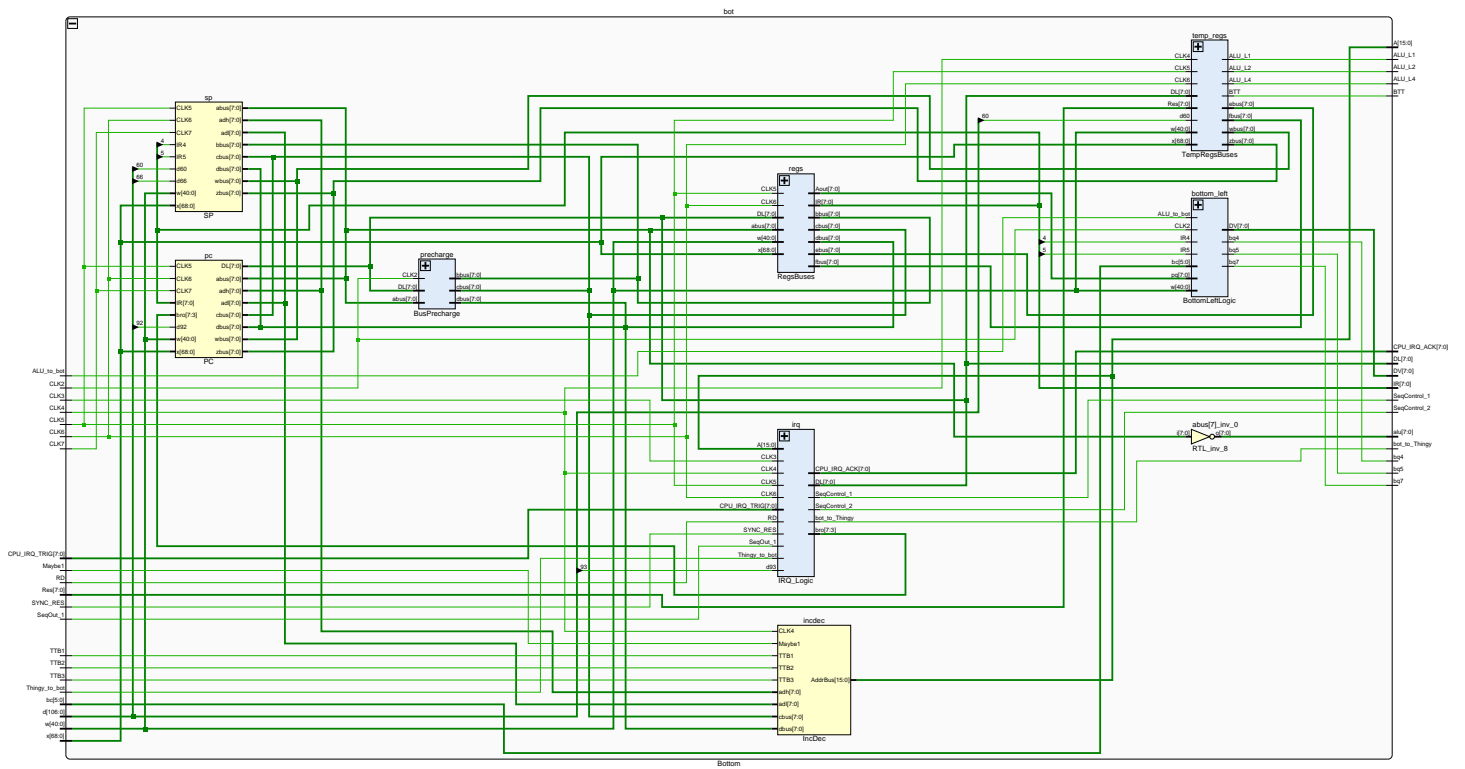 bot
sp
CLK5 abus[7:0]
CLK6 adh[7:0]
CLK7 adl[7:0]
4 IR4 bbus[7:0]
5 IR5 cbus[7:0]
60 d60 dbus[7:0]
66 d66 wbus[7:0]
w[40:0] zbus[7:0]
x[68:0]
SP
pc
CLK5 DL[7:0]
CLK6 abus[7:0]
CLK7 adh[7:0]
IR[7:0] adl[7:0]
bro[7:3] cbus[7:0]
92 d92 dbus[7:0]
w[40:0] wbus[7:0]
x[68:0] zbus[7:0]
PC
precharge
CLK2 bbus[7:0]
DL[7:0] cbus[7:0]
abus[7:0] dbus[7:0]
BusPrecharge
regs
CLK5 Aout[7:0]
CLK6 IR[7:0]
DL[7:0] bbus[7:0]
abus[7:0] cbus[7:0]
w[40:0] dbus[7:0]
x[68:0] ebus[7:0]
fbus[7:0]
RegsBuses
temp_regs
CLK4 ALU_L1
CLK5 ALU_L2
CLK6 ALU_L4
DL[7:0] BTT
Res[7:0] ebus[7:0]
60 d60 fbus[7:0]
w[40:0] wbus[7:0]
x[68:0] zbus[7:0]
TempRegsBuses
bottom_left
ALU_to_bot DV[7:0]
CLK2 bq4
4 IR4 bq5
5 IR5 bq7
bc[5:0]
pq[7:0]
w[40:0]
BottomLeftLogic
irq
A[15:0] CPU_IRQ_ACK[7:0]
CLK3 DL[7:0]
CLK4 SeqControl_1
CLK5 SeqControl_2
CLK6 bot_to_Thingy
CPU_IRQ_TRIG[7:0] bro[7:3]
RD
SYNC_RES
SeqOut_1
Thingy_to_bot
93 d93
IRQ_Logic
abus[7]_inv_0
i[7:0] o[7:0]
RTL_inv_8
incdec
CLK4 AddrBus[15:0]
Maybe1
TTB1
TTB2
TTB3
adh[7:0]
adl[7:0]
cbus[7:0]
dbus[7:0]
IncDec
ALU_to_bot
CLK2
CLK3
CLK4
CLK5
CLK6
CLK7
CPU_IRQ_TRIG[7:0]
Maybe1
RD
Res[7:0]
SYNC_RES
SeqOut_1
TTB1
TTB2
TTB3
Thingy_to_bot
bc[5:0]
d[106:0]
w[40:0]
x[68:0]
A[15:0]
ALU_L1
ALU_L2
ALU_L4
BTT
CPU_IRQ_ACK[7:0]
DL[7:0]
DV[7:0]
IR[7:0]
SeqControl_1
SeqControl_2
alu[7:0]
bot_to_Thingy
bq4
bq5
bq7
Bottom